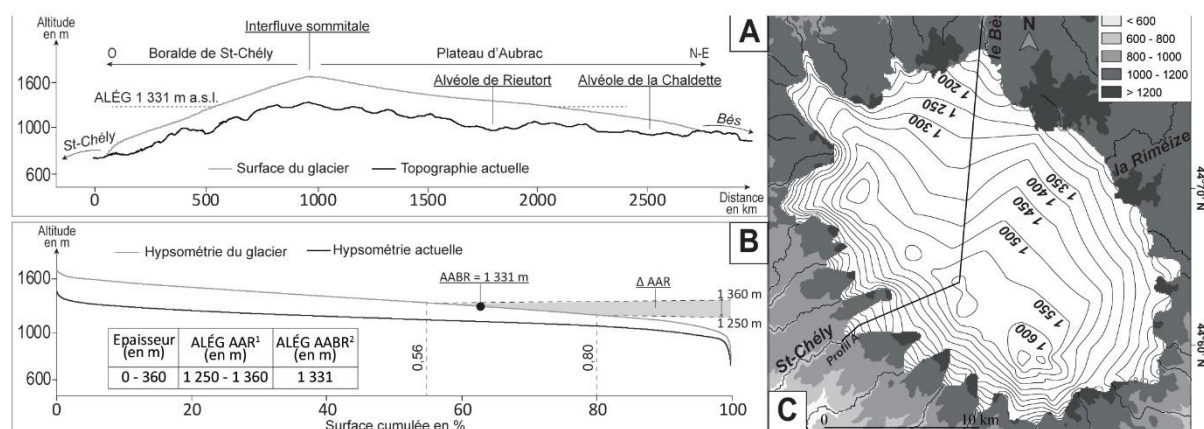 Altitude
en m
1600
1000
600
Interfluve sommitale
O
Boralde de St-Chély
Plateau d'Aubrac
N-E
A
Alvéole de Rieutort
Alvéole de la Chaldette
ALÉG 1 331 m a.s.l.
St-Chély
Bés
Surface du glacier
Topographie actuelle
0
500
1000
1500
2000
2500
Distance
en km
Altitude
en m
Hypsométrie du glacier
Hypsométrie actuelle
B
1600
1000
600
AABR = 1 331 m
Δ AAR
1 360 m
1 250 m
0,56
0,80
Epaisseur
(en m)
ALÉG AAR¹
(en m)
ALÉG AABR²
(en m)
0 - 360
1 250 - 1 360
1 331
0
20
40
60
80
100
Surface cumulée en %
le Bés
N
< 600
600 - 800
800 - 1000
1000 - 1200
> 1200
1 200
1 250
1 300
1 350
1 400
1 450
1 500
1 550
1 600
la Rimeize
44°70' N
44°60' N
St-Chély
Profil A
C
0
10 km